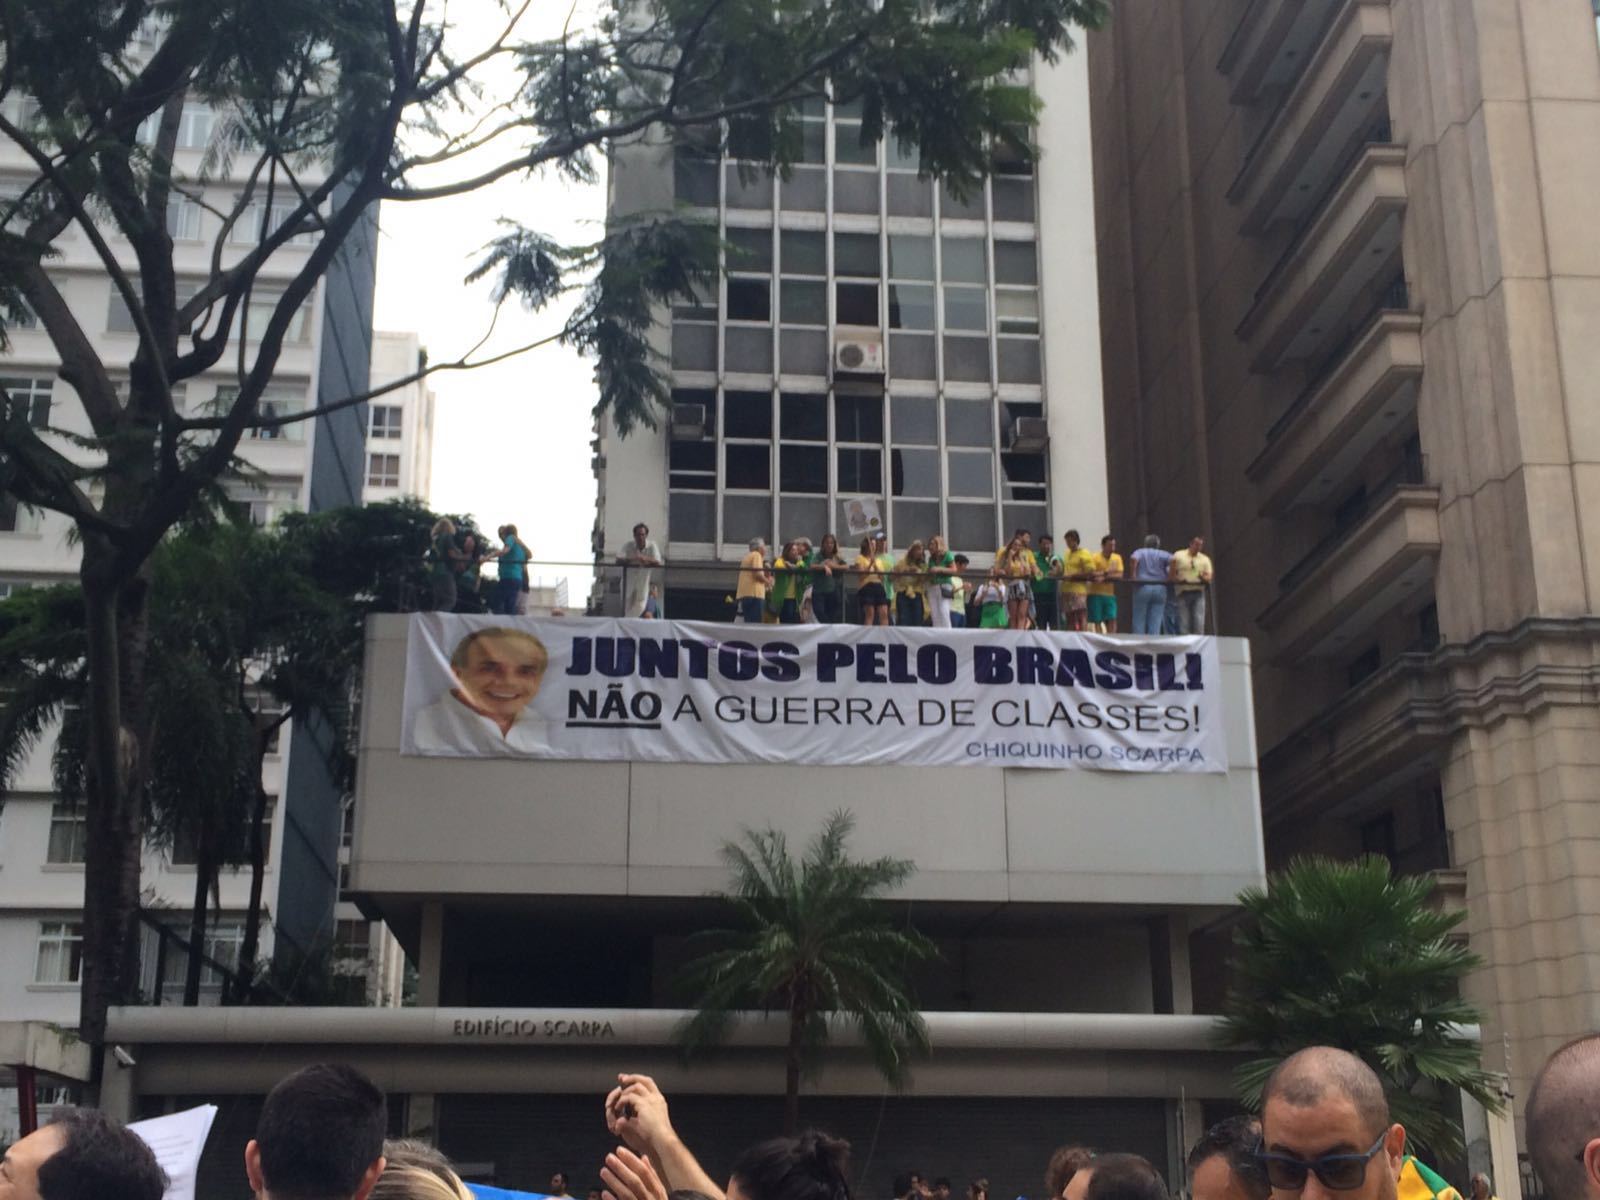 JUNTOS PELO BRASIL!
NÃO A GUERRA DE CLASSES!
CHIQUINHO SCARPA
EDIFÍCIO SCARPA